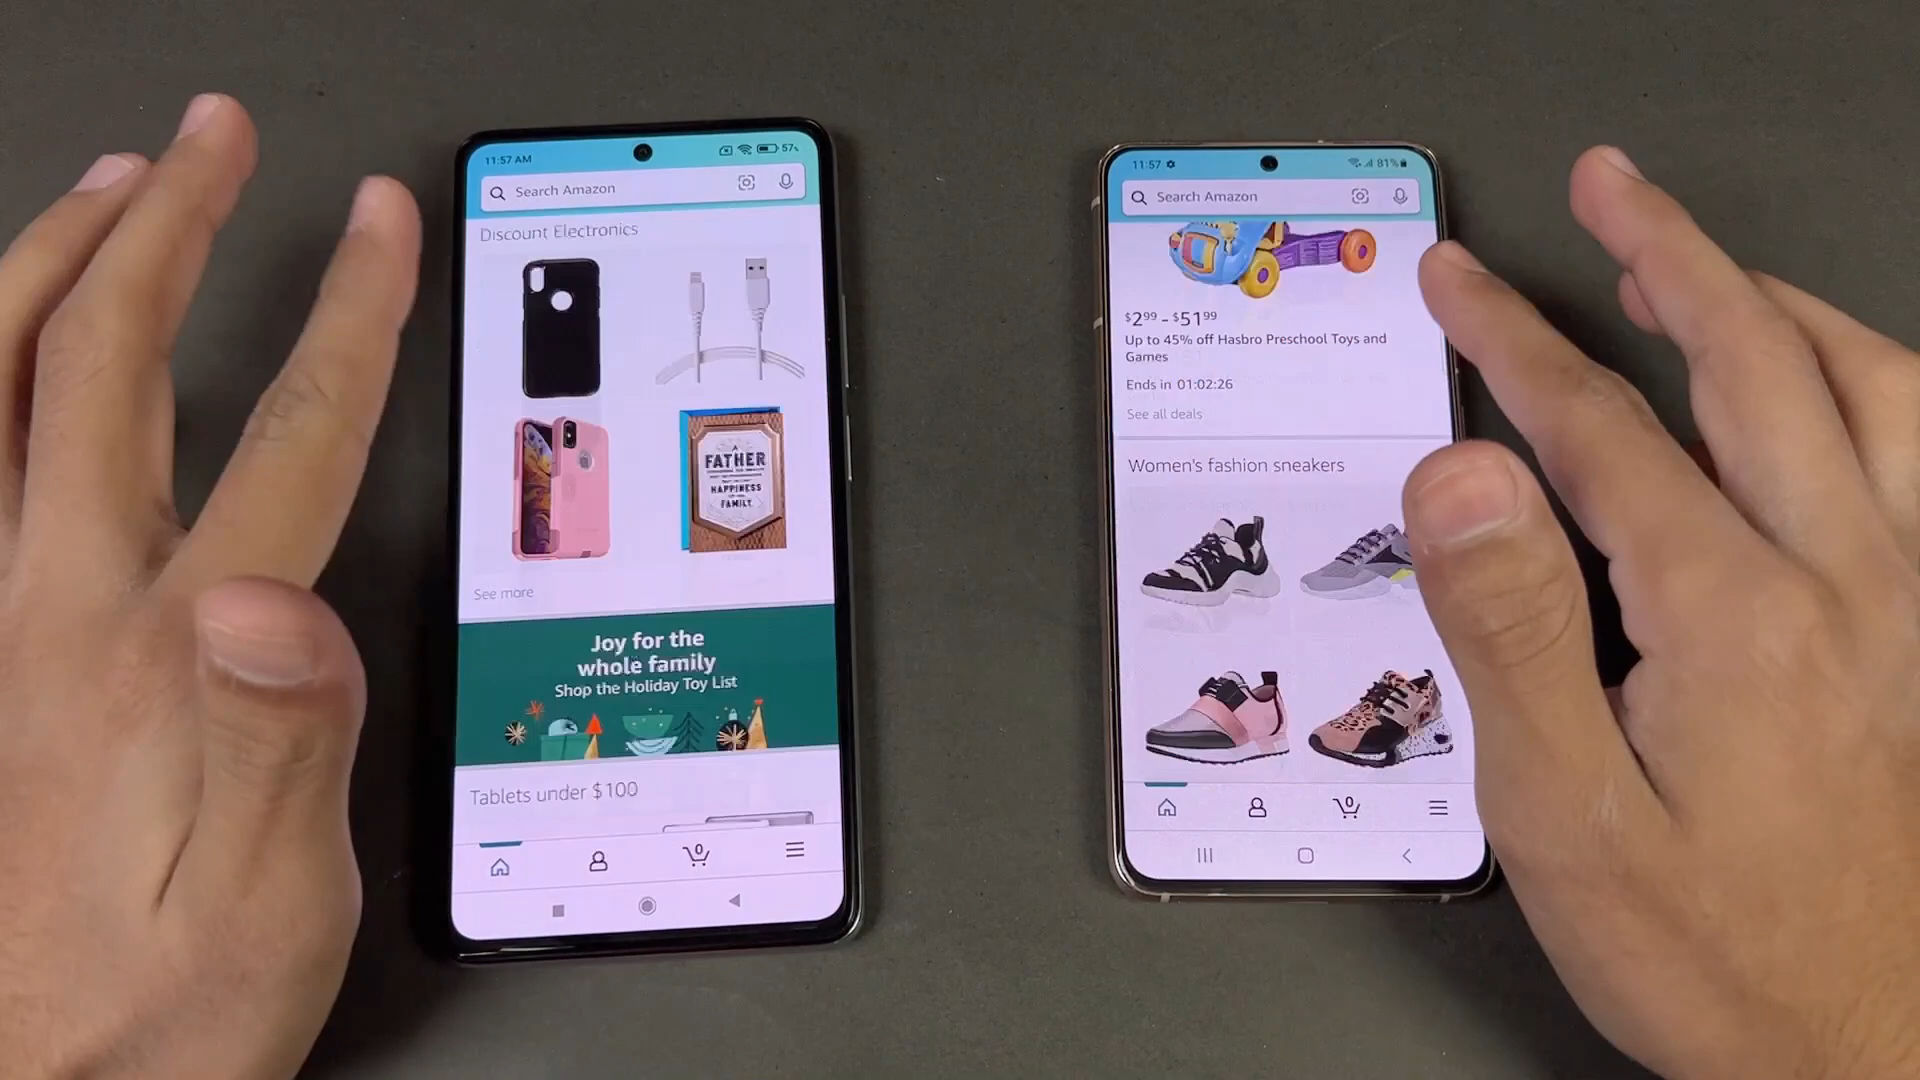 11:57 AM
57%
Search Amazon
Discount Electronics
A
FATHER
HAPPINESS
FAMILY
See more
Joy for the
whole family
Shop the Holiday Toy List
Tablets under $100
0
11:57
81%
Search Amazon
$2.99 - $51.99
Up to 45% off Hasbro Preschool Toys and
Games
Ends in 01:02:26
See all deals
Women's fashion sneakers
0